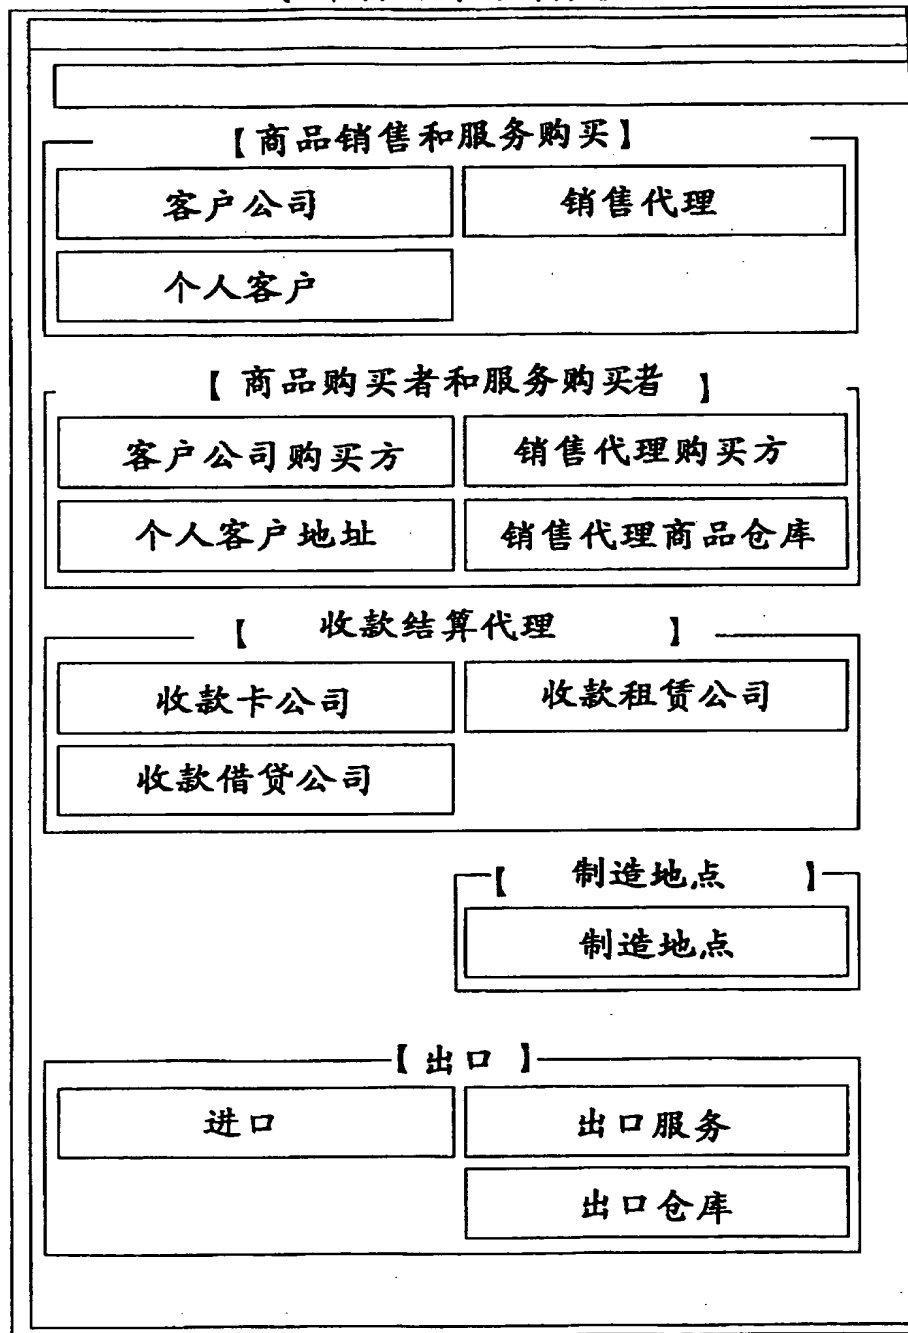 【商品销售和服务购买】
客户公司 销售代理
个人客户
【 商品购买者和服务购买者 】
客户公司购买方 销售代理购买方
个人客户地址 销售代理商品仓库
【 收款结算代理 】
收款卡公司 收款租赁公司
收款借贷公司
【 制造地点 】
制造地点
【 出口 】
进口 出口服务
出口仓库